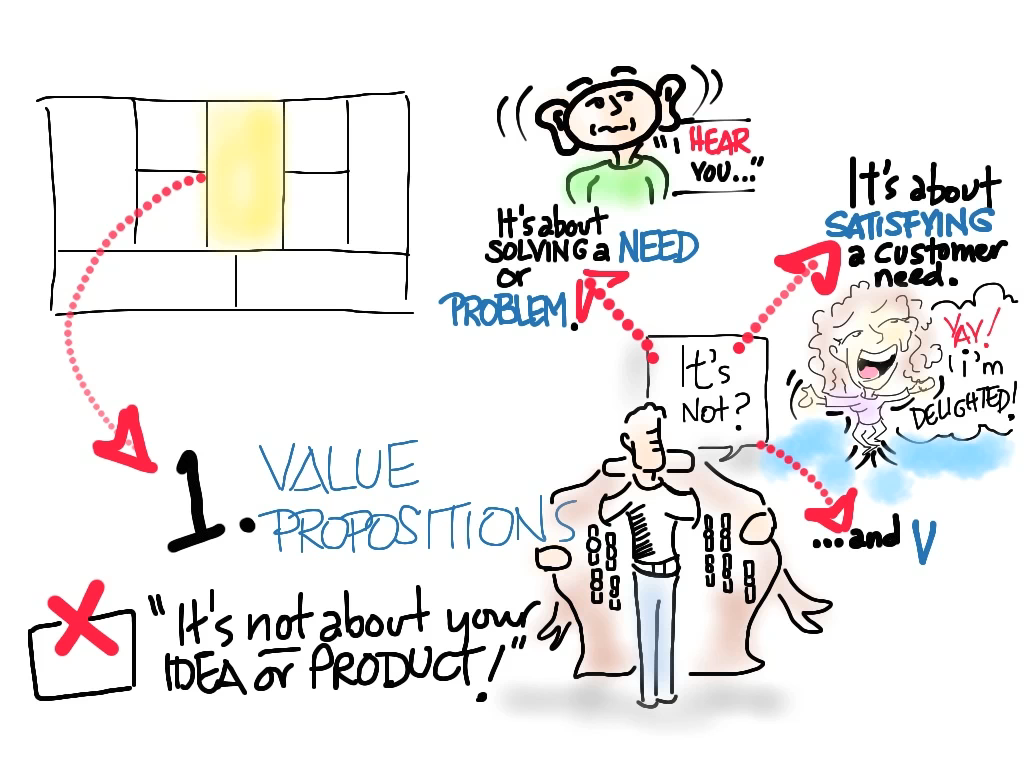 "I HEAR
YOU..."
It's about
SOLVING a NEED
or
PROBLEM!
It's about
SATISFYING
a customer
need.
YAY!
i'm
DELIGHTED!
It's
Not?
...and V
1. VALUE
PROPOSITIONS
"It's not about your
IDEA or PRODUCT!"